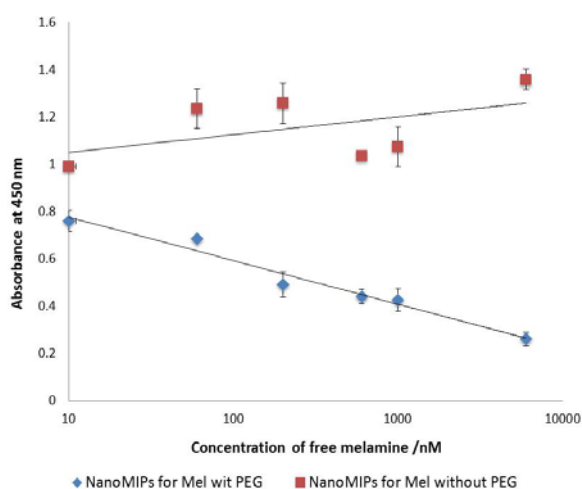 1.6
1.4
1.2
1
0.8
0.6
0.4
0.2
0
Absorbance at 450 nm
10 100 1000 10000
Concentration of free melamine /nM
NanoMIPs for Mel wit PEG NanoMIPs for Mel without PEG